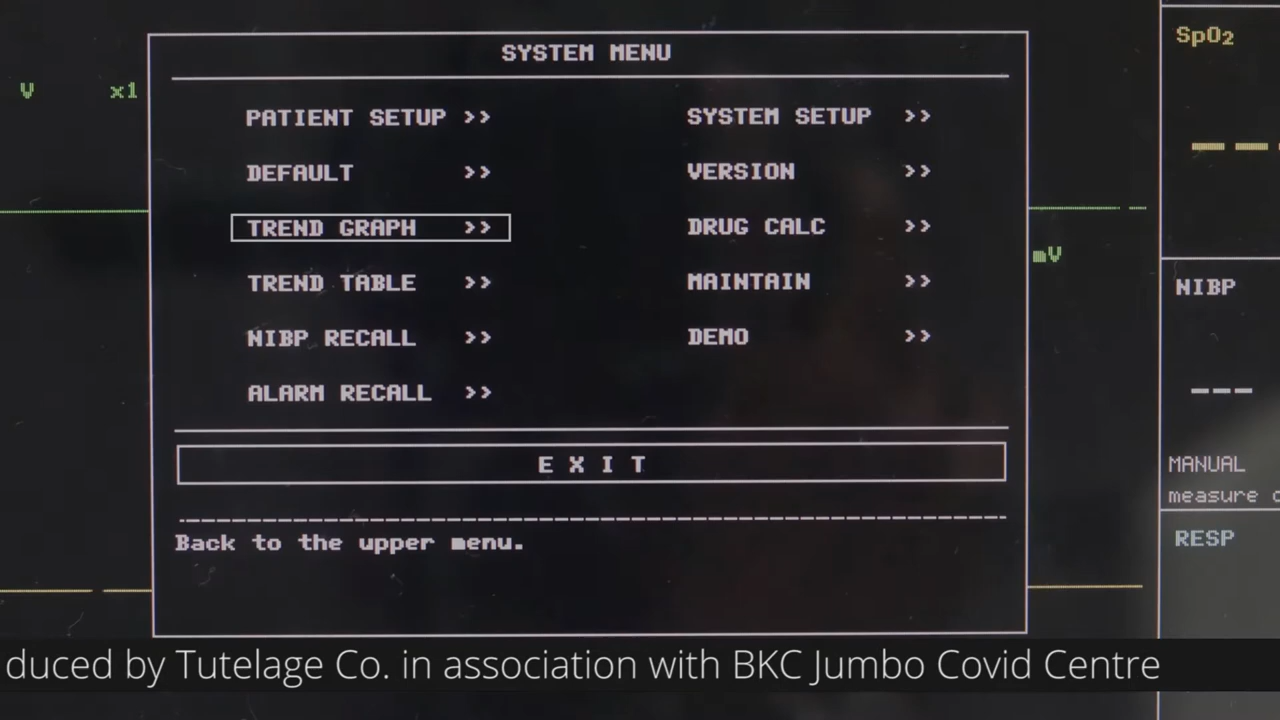 SYSTEM MENU
V x1
PATIENT SETUP >>
SYSTEM SETUP >>
DEFAULT >>
VERSION >>
TREND GRAPH >>
DRUG CALC >>
TREND TABLE >>
MAINTAIN >>
NIBP RECALL >>
DEMO >>
ALARM RECALL >>
E X I T
Back to the upper menu.
mV
SpO2
---
NIBP
---
MANUAL
measure
RESP
duced by Tutelage Co. in association with BKC Jumbo Covid Centre